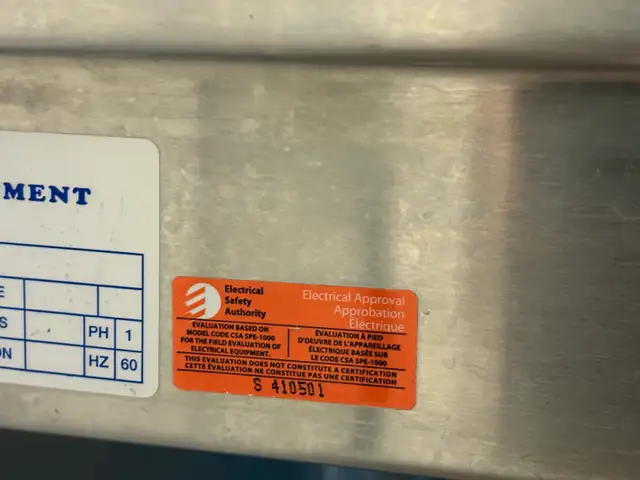 MENT
E
S
PH 1
ON
HZ 60
Electrical
Safety
Authority
Electrical Approval
Approbation
Électrique
EVALUATION BASED ON
MODEL CODE CSA SPE-1000
FOR THE FIELD EVALUATION OF
ELECTRICAL EQUIPMENT.
ÉVALUATION À PIED
D'OEUVRE DE L'APPAREILLAGE
ÉLECTRIQUE BASÉE SUR
LE CODE CSA SPE-1000
THIS EVALUATION DOES NOT CONSTITUTE A CERTIFICATION
CETTE ÉVALUATION NE CONSTITUE PAS UNE CERTIFICATION
S 410501